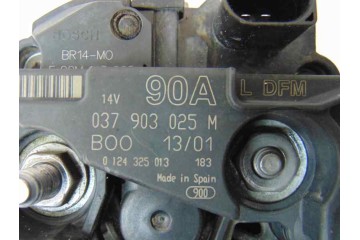 BOSCH
BR14-MO
14V 90A L DFM
037 903 025 M
BOO 13/01
0 124 325 013 183
Made in Spain
900